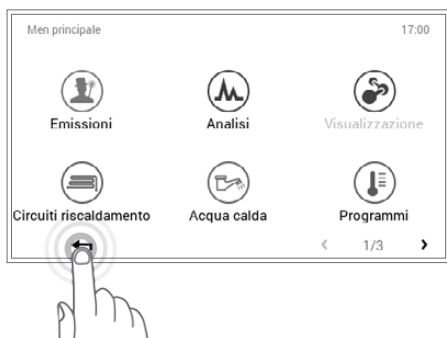 Men principale 17:00
Emissioni Analisi Visualizzazione
Circuiti riscaldamento Acqua calda Programmi
1/3